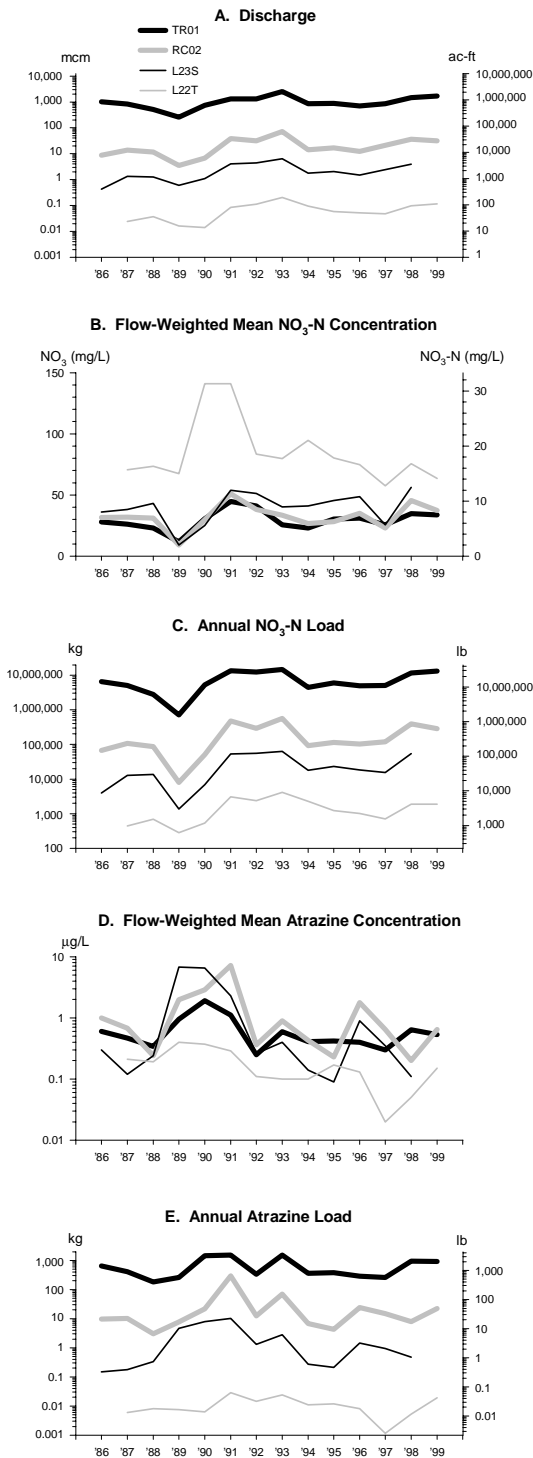 A. Discharge
TR01
RC02
L23S
L22T
mcm
ac-ft
10,000
1,000
100
10
1
0.1
0.01
0.001
10,000,000
1,000,000
100,000
10,000
1,000
100
10
1
'86 '87 '88 '89 '90 '91 '92 '93 '94 '95 '96 '97 '98 '99
B. Flow-Weighted Mean NO3-N Concentration
NO3 (mg/L)
NO3-N (mg/L)
150
100
50
0
30
20
10
0
'86 '87 '88 '89 '90 '91 '92 '93 '94 '95 '96 '97 '98 '99
C. Annual NO3-N Load
kg
lb
10,000,000
1,000,000
100,000
10,000
1,000
100
10,000,000
1,000,000
100,000
10,000
1,000
'86 '87 '88 '89 '90 '91 '92 '93 '94 '95 '96 '97 '98 '99
D. Flow-Weighted Mean Atrazine Concentration
µg/L
10
1
0.1
0.01
'86 '87 '88 '89 '90 '91 '92 '93 '94 '95 '96 '97 '98 '99
E. Annual Atrazine Load
kg
lb
1,000
100
10
1
0.1
0.01
0.001
1,000
100
10
1
0.1
0.01
'86 '87 '88 '89 '90 '91 '92 '93 '94 '95 '96 '97 '98 '99